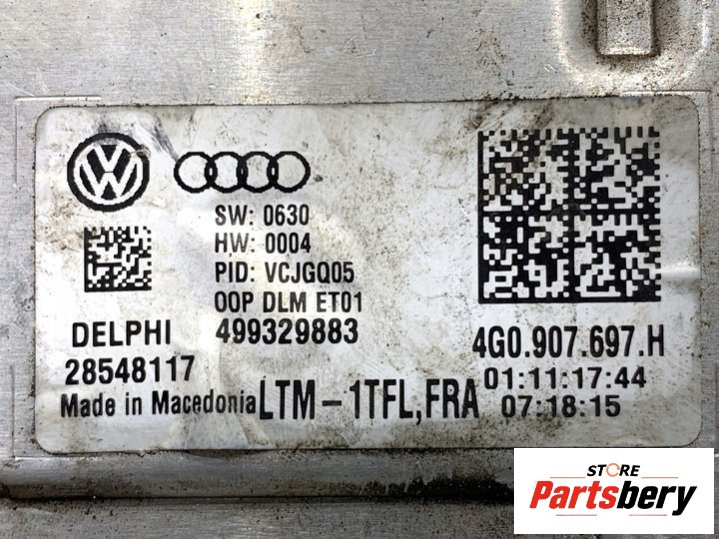 SW: 0630
HW: 0004
PID: VCJGQ05
OOP DLM ET01
DELPHI 499329883
28548117
Made in Macedonia LTM-1TFL,FRA
4G0.907.697.H
01:11:17:44
07:18:15
STORE
Partsbery